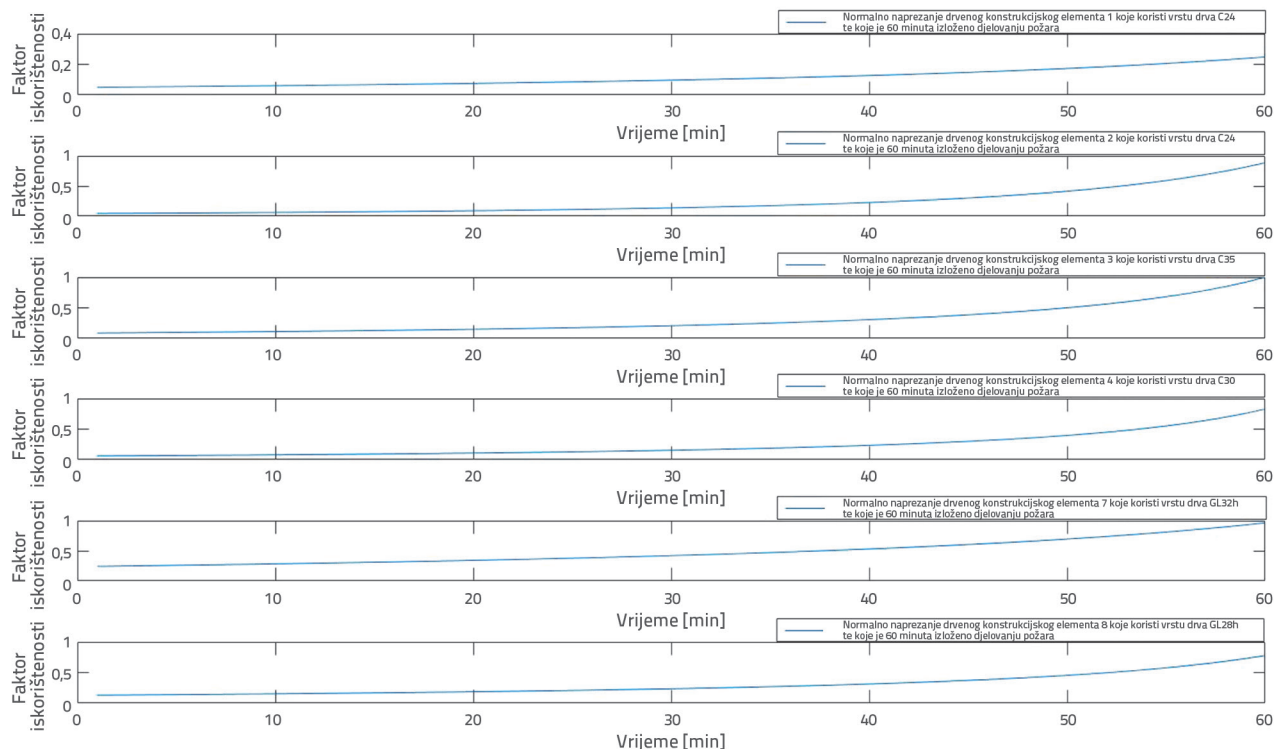 Normalno naprezanje drvenog konstrukcijskog elementa 1 koje koristi vrstu drva C24
te koje je 60 minuta izloženo djelovanju požara
Faktor
iskorištenosti
0,4
0,2
0
0 10 20 30 40 50 60
Vrijeme [min]
Normalno naprezanje drvenog konstrukcijskog elementa 2 koje koristi vrstu drva C24
te koje je 60 minuta izloženo djelovanju požara
Faktor
iskorištenosti
1
0,5
0
0 10 20 30 40 50 60
Vrijeme [min]
Normalno naprezanje drvenog konstrukcijskog elementa 3 koje koristi vrstu drva C35
te koje je 60 minuta izloženo djelovanju požara
Faktor
iskorištenosti
1
0,5
0
0 10 20 30 40 50 60
Vrijeme [min]
Normalno naprezanje drvenog konstrukcijskog elementa 4 koje koristi vrstu drva C30
te koje je 60 minuta izloženo djelovanju požara
Faktor
iskorištenosti
1
0,5
0
0 10 20 30 40 50 60
Vrijeme [min]
Normalno naprezanje drvenog konstrukcijskog elementa 7 koje koristi vrstu drva GL32h
te koje je 60 minuta izloženo djelovanju požara
Faktor
iskorištenosti
1
0,5
0
0 10 20 30 40 50 60
Vrijeme [min]
Normalno naprezanje drvenog konstrukcijskog elementa 8 koje koristi vrstu drva GL28h
te koje je 60 minuta izloženo djelovanju požara
Faktor
iskorištenosti
1
0,5
0
0 10 20 30 40 50 60
Vrijeme [min]